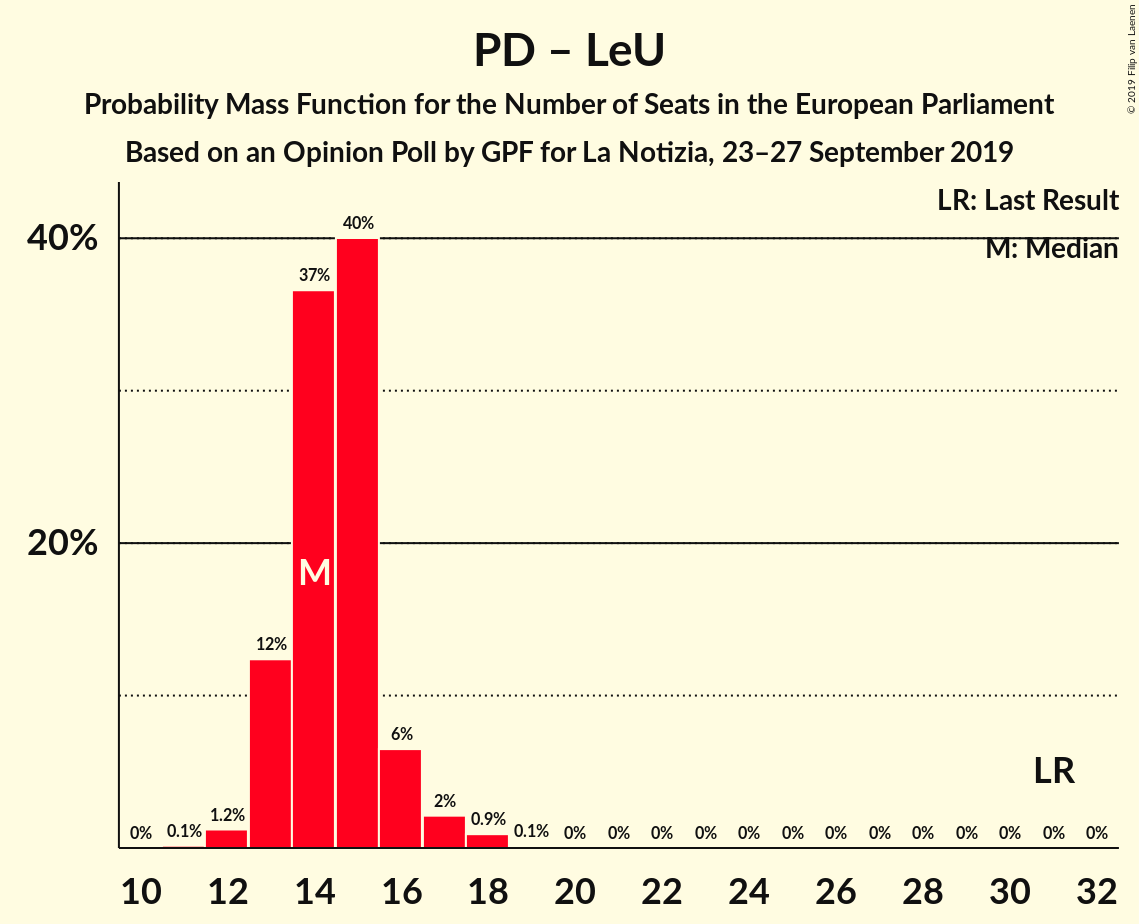 PD – LeU
Probability Mass Function for the Number of Seats in the European Parliament
Based on an Opinion Poll by GPF for La Notizia, 23–27 September 2019
© 2019 Filip van Laenen
LR: Last Result
M: Median
40%
20%
0% 0.1% 1.2% 12% 37% 40% 6% 2% 0.9% 0.1% 0% 0% 0% 0% 0% 0% 0% 0% 0% 0% 0% 0% 0%
M
LR
10 12 14 16 18 20 22 24 26 28 30 32